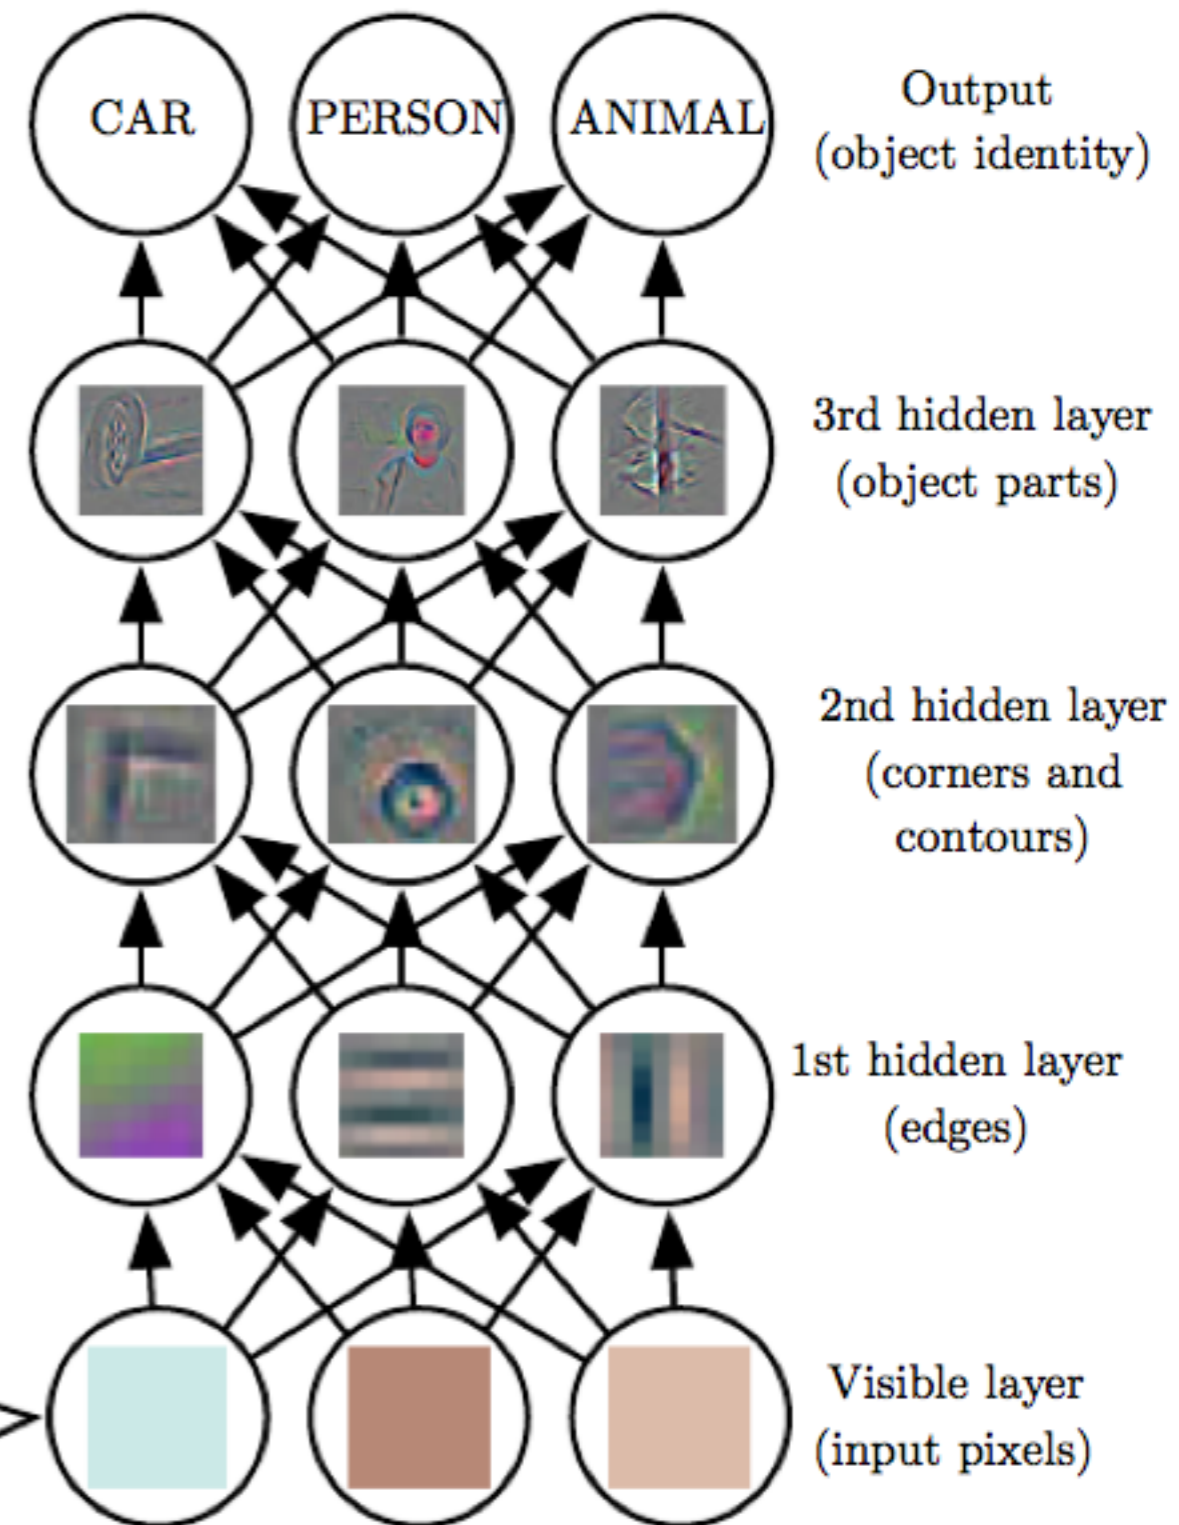 CAR
PERSON
ANIMAL
Output
(object identity)
3rd hidden layer
(object parts)
2nd hidden layer
(corners and
contours)
1st hidden layer
(edges)
Visible layer
(input pixels)